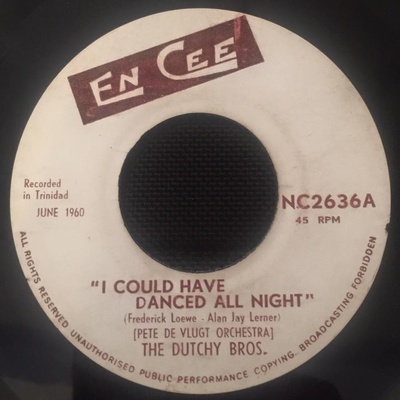 EN CEE
Recorded
in Trinidad
JUNE 1960
NC2636A
45 RPM
"I COULD HAVE
DANCED ALL NIGHT"
(Frederick Loewe - Alan Jay Lerner)
[PETE DE VLUGT ORCHESTRA]
THE DUTCHY BROS.
ALL RIGHTS RESERVED UNAUTHORISED PUBLIC PERFORMANCE COPYING, BROADCASTING FORBIDDEN